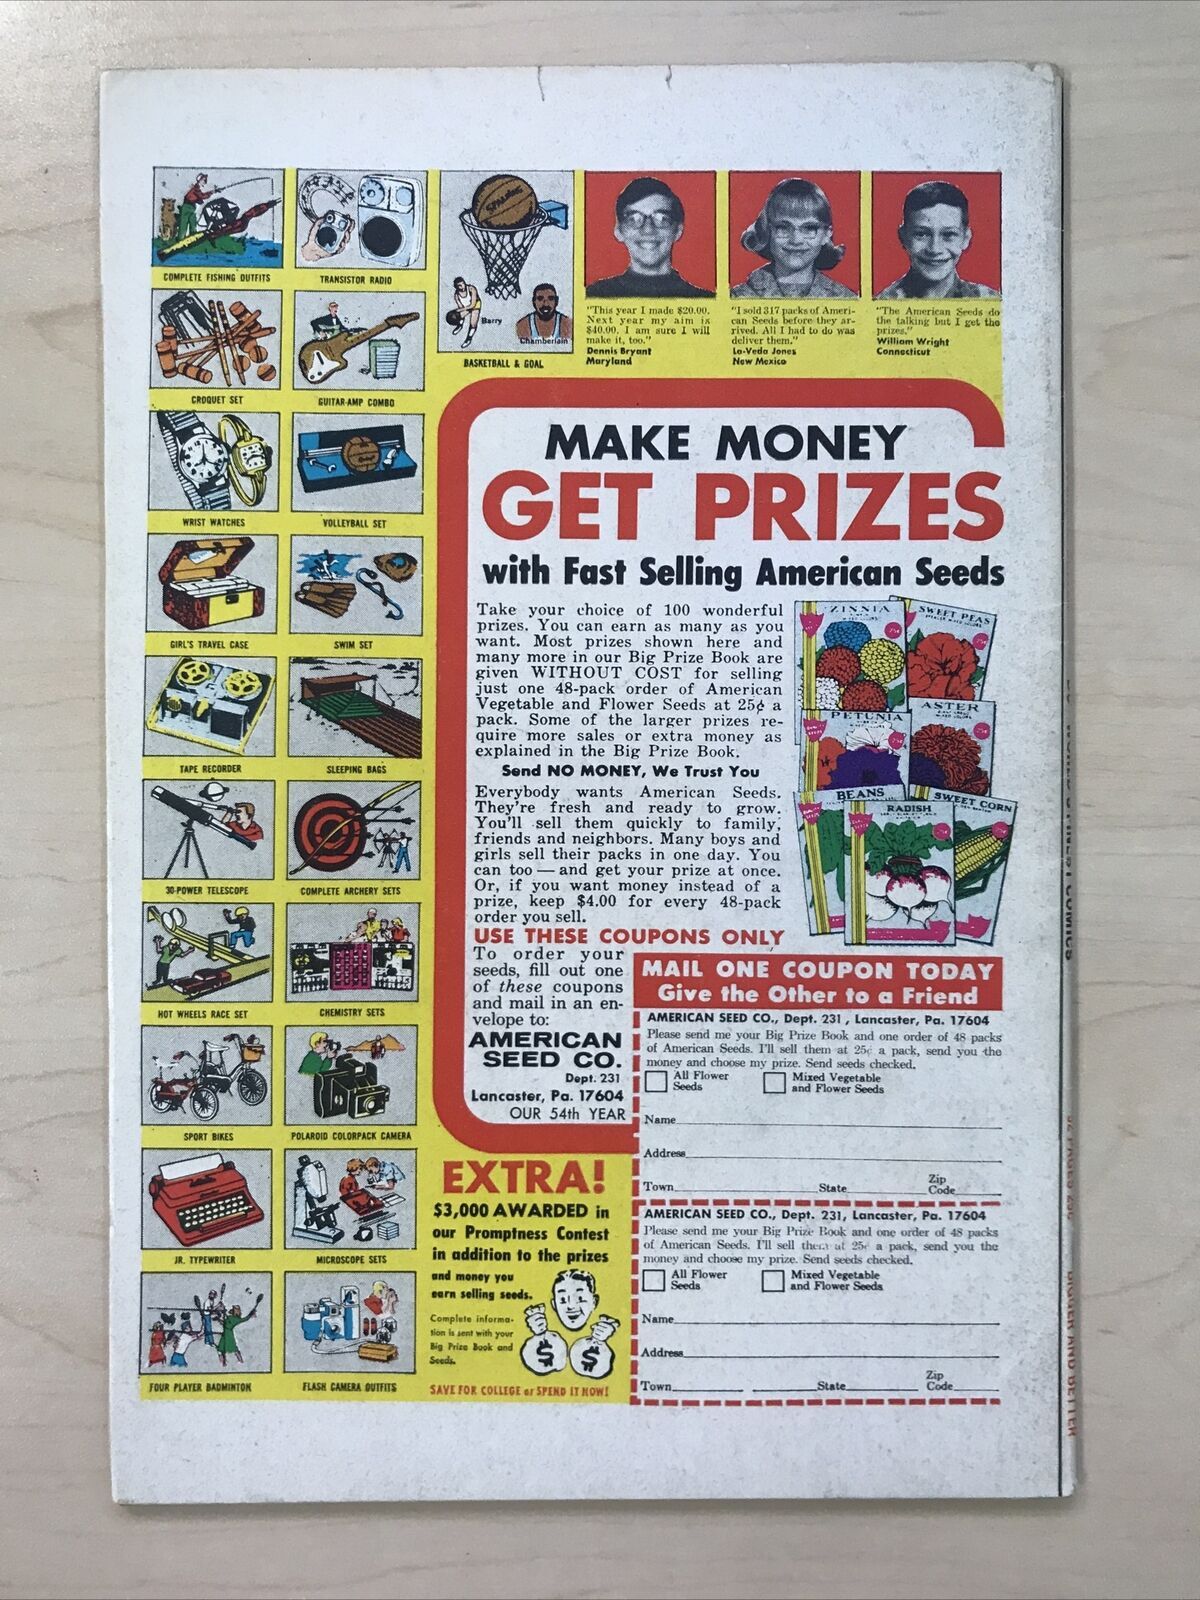 COMPLETE FISHING OUTFITS
TRANSISTOR RADIO
SPALDING
Barry
Chamberlain
BASKETBALL & GOAL
"This year I made $20.00.
Next year my aim is
$40.00. I am sure I will
make it, too."
Dennis Bryant
Maryland
"I sold 317 packs of Ameri-
can Seeds before they ar-
rived. All I had to do was
deliver them."
La-Veda Jones
New Mexico
"The American Seeds do
the talking but I get the
prizes."
William Wright
Connecticut
CROQUET SET
GUITAR-AMP COMBO
WRIST WATCHES
VOLLEYBALL SET
GIRL'S TRAVEL CASE
SWIM SET
TAPE RECORDER
SLEEPING BAGS
30-POWER TELESCOPE
COMPLETE ARCHERY SETS
HOT WHEELS RACE SET
CHEMISTRY SETS
SPORT BIKES
POLAROID COLORPACK CAMERA
JR. TYPEWRITER
MICROSCOPE SETS
FOUR PLAYER BADMINTON
FLASH CAMERA OUTFITS
MAKE MONEY
GET PRIZES
with Fast Selling American Seeds
Take your choice of 100 wonderful
prizes. You can earn as many as you
want. Most prizes shown here and
many more in our Big Prize Book are
given WITHOUT COST for selling
just one 48-pack order of American
Vegetable and Flower Seeds at 25¢ a
pack. Some of the larger prizes re-
quire more sales or extra money as
explained in the Big Prize Book.
Send NO MONEY, We Trust You
Everybody wants American Seeds.
They're fresh and ready to grow.
You'll sell them quickly to family,
friends and neighbors. Many boys and
girls sell their packs in one day. You
can too — and get your prize at once.
Or, if you want money instead of a
prize, keep $4.00 for every 48-pack
order you sell.
ZINNIA
SWEET PEAS
25¢
25¢
PETUNIA
ASTER
25¢
25¢
BEANS
RADISH
SWEET CORN
USE THESE COUPONS ONLY
To order your
seeds, fill out one
of these coupons
and mail in an en-
velope to:
AMERICAN
SEED CO.
Dept. 231
Lancaster, Pa. 17604
OUR 54th YEAR
MAIL ONE COUPON TODAY
Give the Other to a Friend
AMERICAN SEED CO., Dept. 231, Lancaster, Pa. 17604
Please send me your Big Prize Book and one order of 48 packs
of American Seeds. I'll sell them at 25¢ a pack, send you the
money and choose my prize. Send seeds checked.
All Flower
Seeds
Mixed Vegetable
and Flower Seeds
Name
Address
Town State Zip
Code
AMERICAN SEED CO., Dept. 231, Lancaster, Pa. 17604
Please send me your Big Prize Book and one order of 48 packs
of American Seeds. I'll sell them at 25¢ a pack, send you the
money and choose my prize. Send seeds checked.
All Flower
Seeds
Mixed Vegetable
and Flower Seeds
Name
Address
Town State Zip
Code
EXTRA!
$3,000 AWARDED in
our Promptness Contest
in addition to the prizes
and money you
earn selling seeds.
Complete informa-
tion is sent with your
Big Prize Book and
Seeds.
$ $
SAVE FOR COLLEGE or SPEND IT NOW!
FINEST COMICS
BIGGER AND BETTER